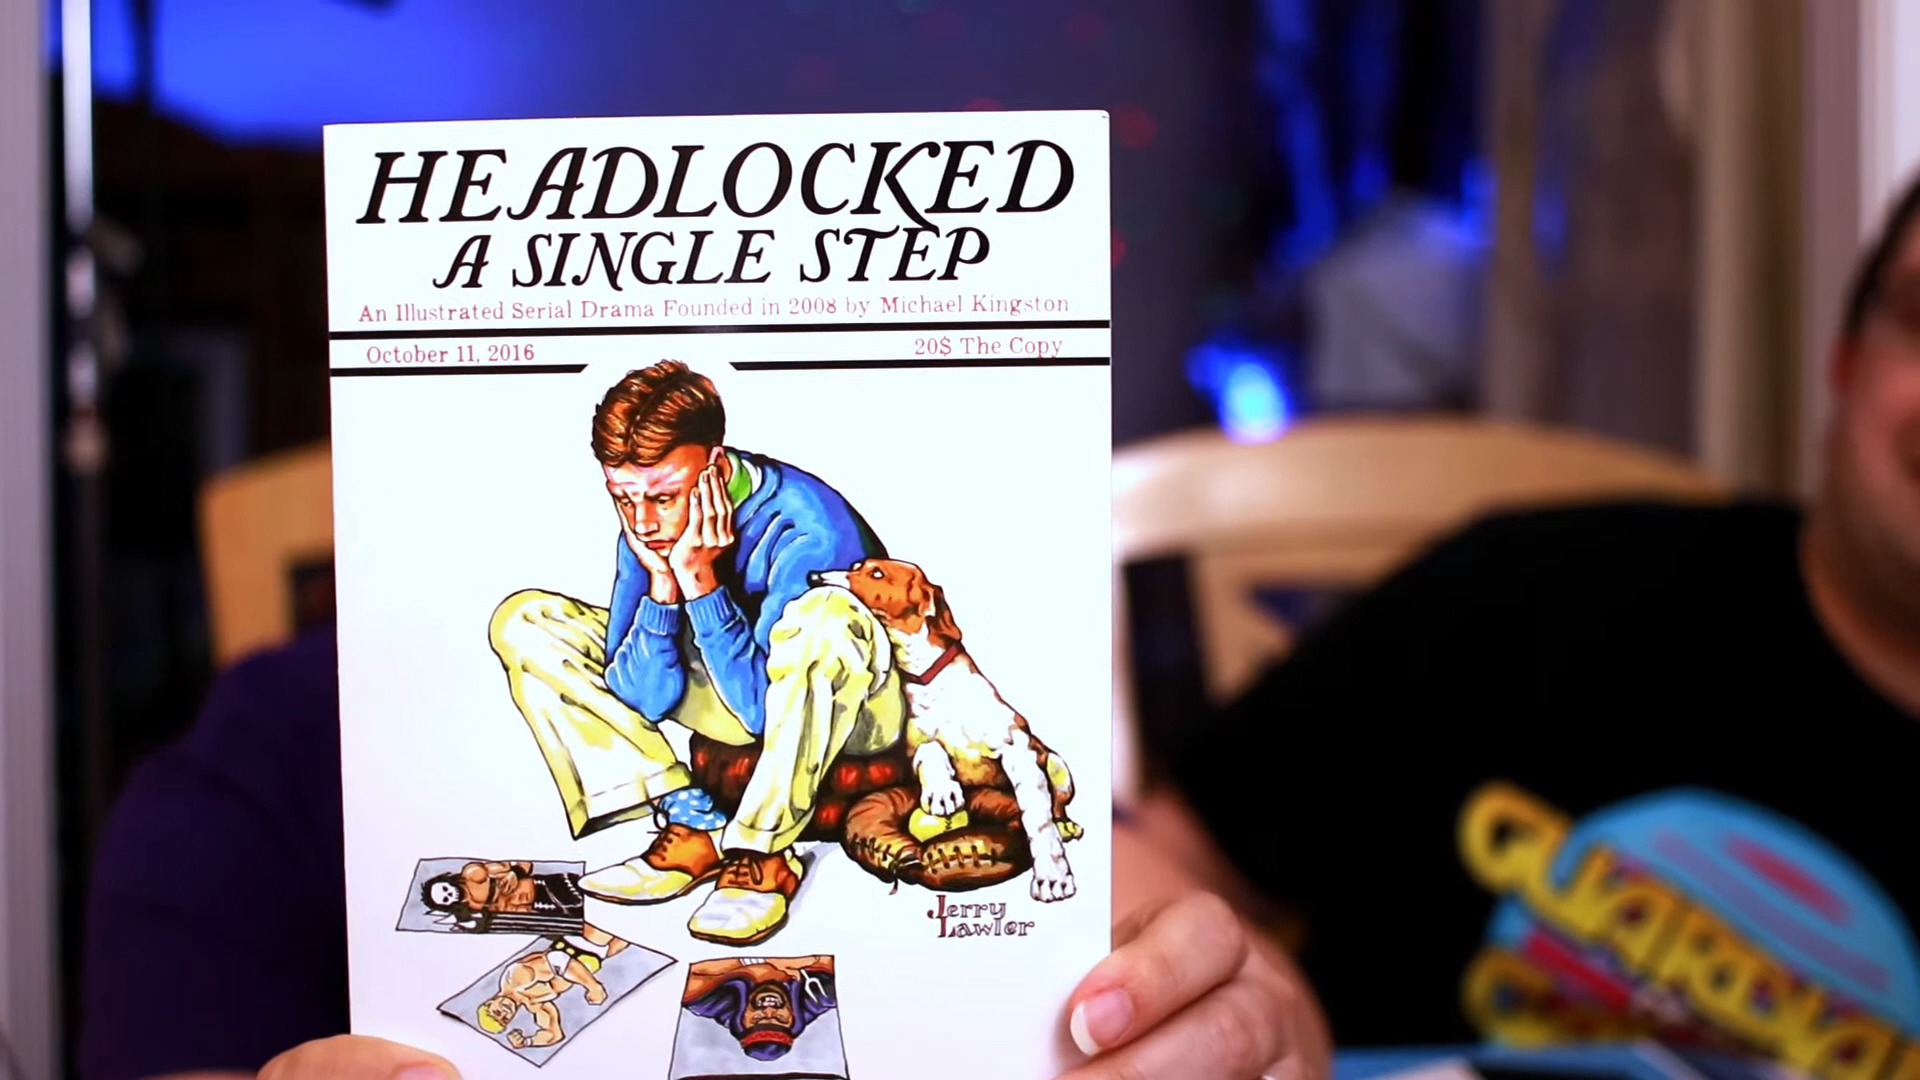 HEADLOCKED
A SINGLE STEP
An Illustrated Serial Drama Founded in 2008 by Michael Kingston
October 11, 2016
20$ The Copy
Jerry
Lawler